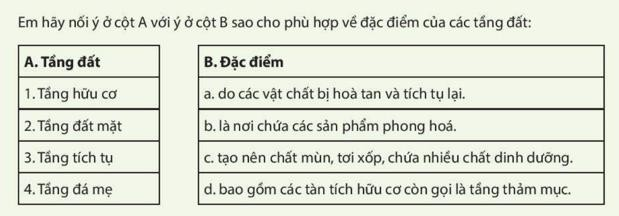 Em hãy nối ý ở cột A với ý ở cột B sao cho phù hợp về đặc điểm của các tầng đất:
A. Tầng đất
B. Đặc điểm
1. Tầng hữu cơ
a. do các vật chất bị hoà tan và tích tụ lại.
2. Tầng đất mặt
b. là nơi chứa các sản phẩm phong hoá.
3. Tầng tích tụ
c. tạo nên chất mùn, tơi xốp, chứa nhiều chất dinh dưỡng.
4. Tầng đá mẹ
d. bao gồm các tàn tích hữu cơ còn gọi là tầng thảm mục.